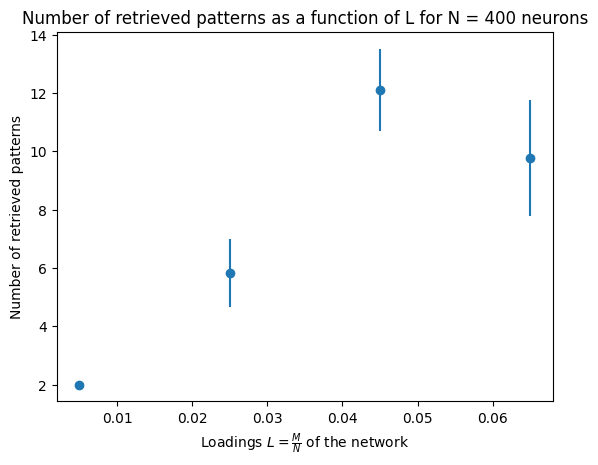 Number of retrieved patterns as a function of L for N = 400 neurons
14
12
10
8
6
4
2
Number of retrieved patterns
0.01 0.02 0.03 0.04 0.05 0.06
Loadings $L = \frac{M}{N}$ of the network